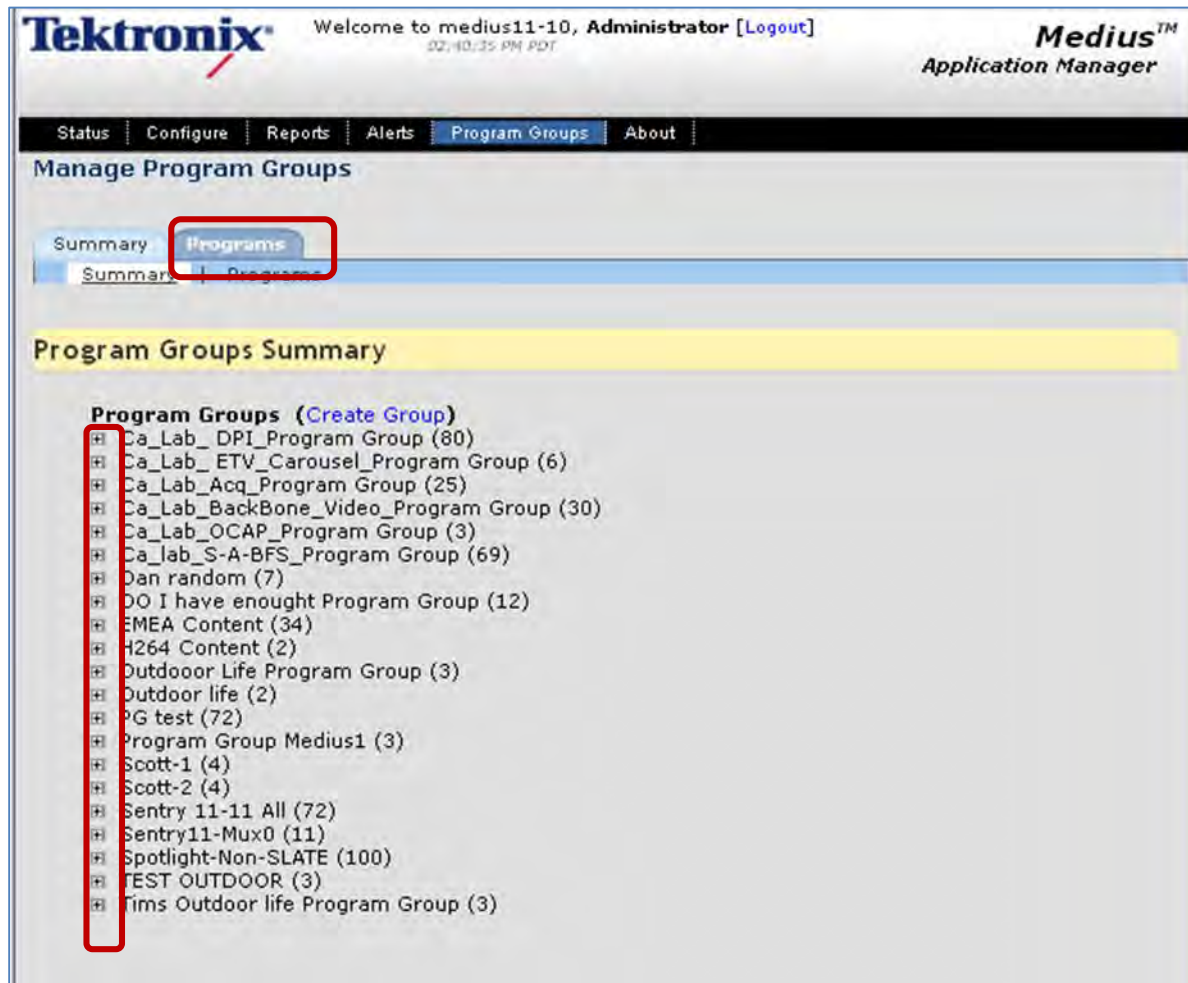 Tektronix
Welcome to medius11-10, Administrator [Logout]
02:40:35 PM PDT
Medius™
Application Manager
Status Configure Reports Alerts Program Groups About
Manage Program Groups
Summary Programs
Summary | Programs
Program Groups Summary
Program Groups (Create Group)
Ca_Lab_ DPI_Program Group (80)
Ca_Lab_ ETV_Carousel_Program Group (6)
Ca_Lab_Acq_Program Group (25)
Ca_Lab_BackBone_Video_Program Group (30)
Ca_Lab_OCAP_Program Group (3)
Ca_lab_S-A-BFS_Program Group (69)
Dan random (7)
DO I have enought Program Group (12)
EMEA Content (34)
H264 Content (2)
Outdooor Life Program Group (3)
Outdoor life (2)
PG test (72)
Program Group Medius1 (3)
Scott-1 (4)
Scott-2 (4)
Sentry 11-11 All (72)
Sentry11-Mux0 (11)
Spotlight-Non-SLATE (100)
TEST OUTDOOR (3)
Tims Outdoor life Program Group (3)